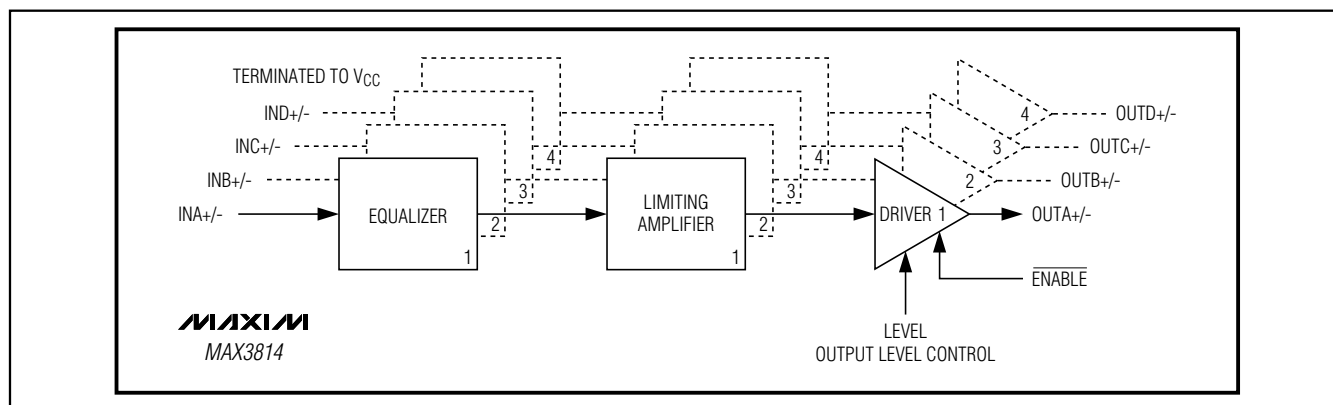 TERMINATED TO VCC
IND+/-
4
OUTD+/-
INC+/-
4
4
3
OUTC+/-
INB+/-
3
3
2
OUTB+/-
INA+/-
EQUALIZER
2
1
LIMITING
AMPLIFIER
2
1
DRIVER 1
OUTA+/-
ENABLE
MAXIM
MAX3814
LEVEL
OUTPUT LEVEL CONTROL